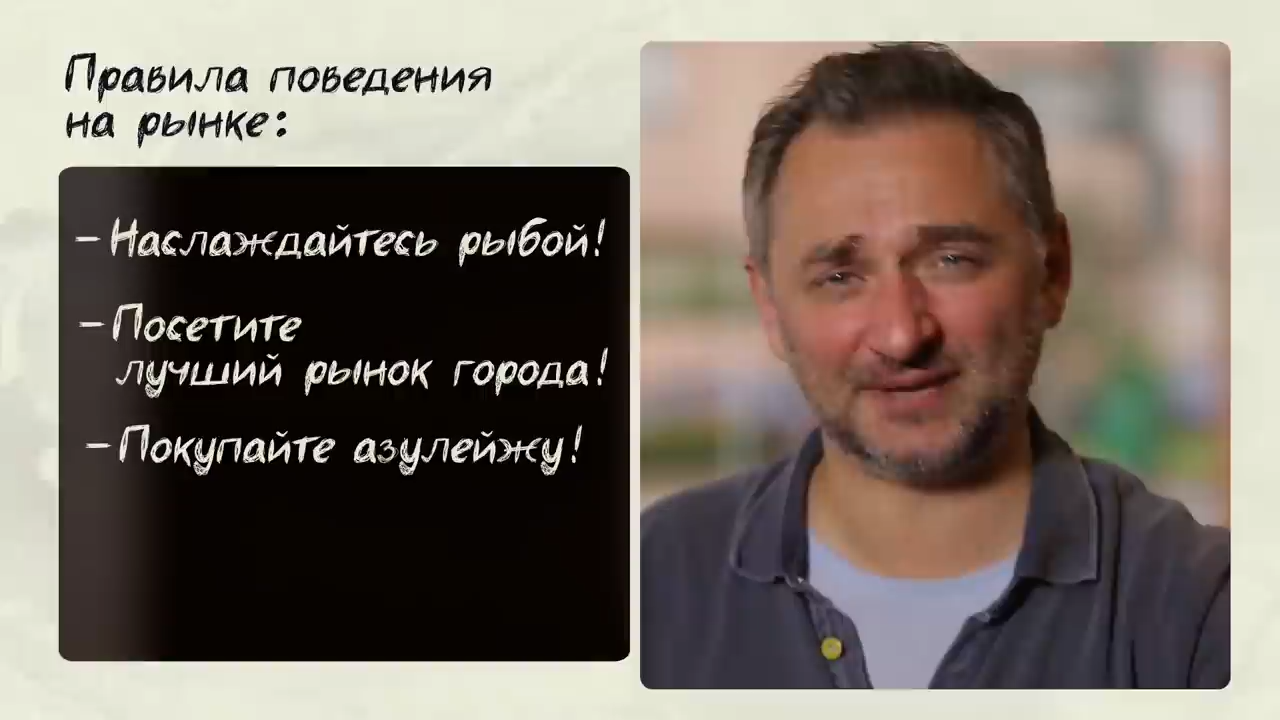 Правила поведения
на рынке:
- Наслаждайтесь рыбой!
- Посетите
лучший рынок города!
- Покупайте азулейжу!